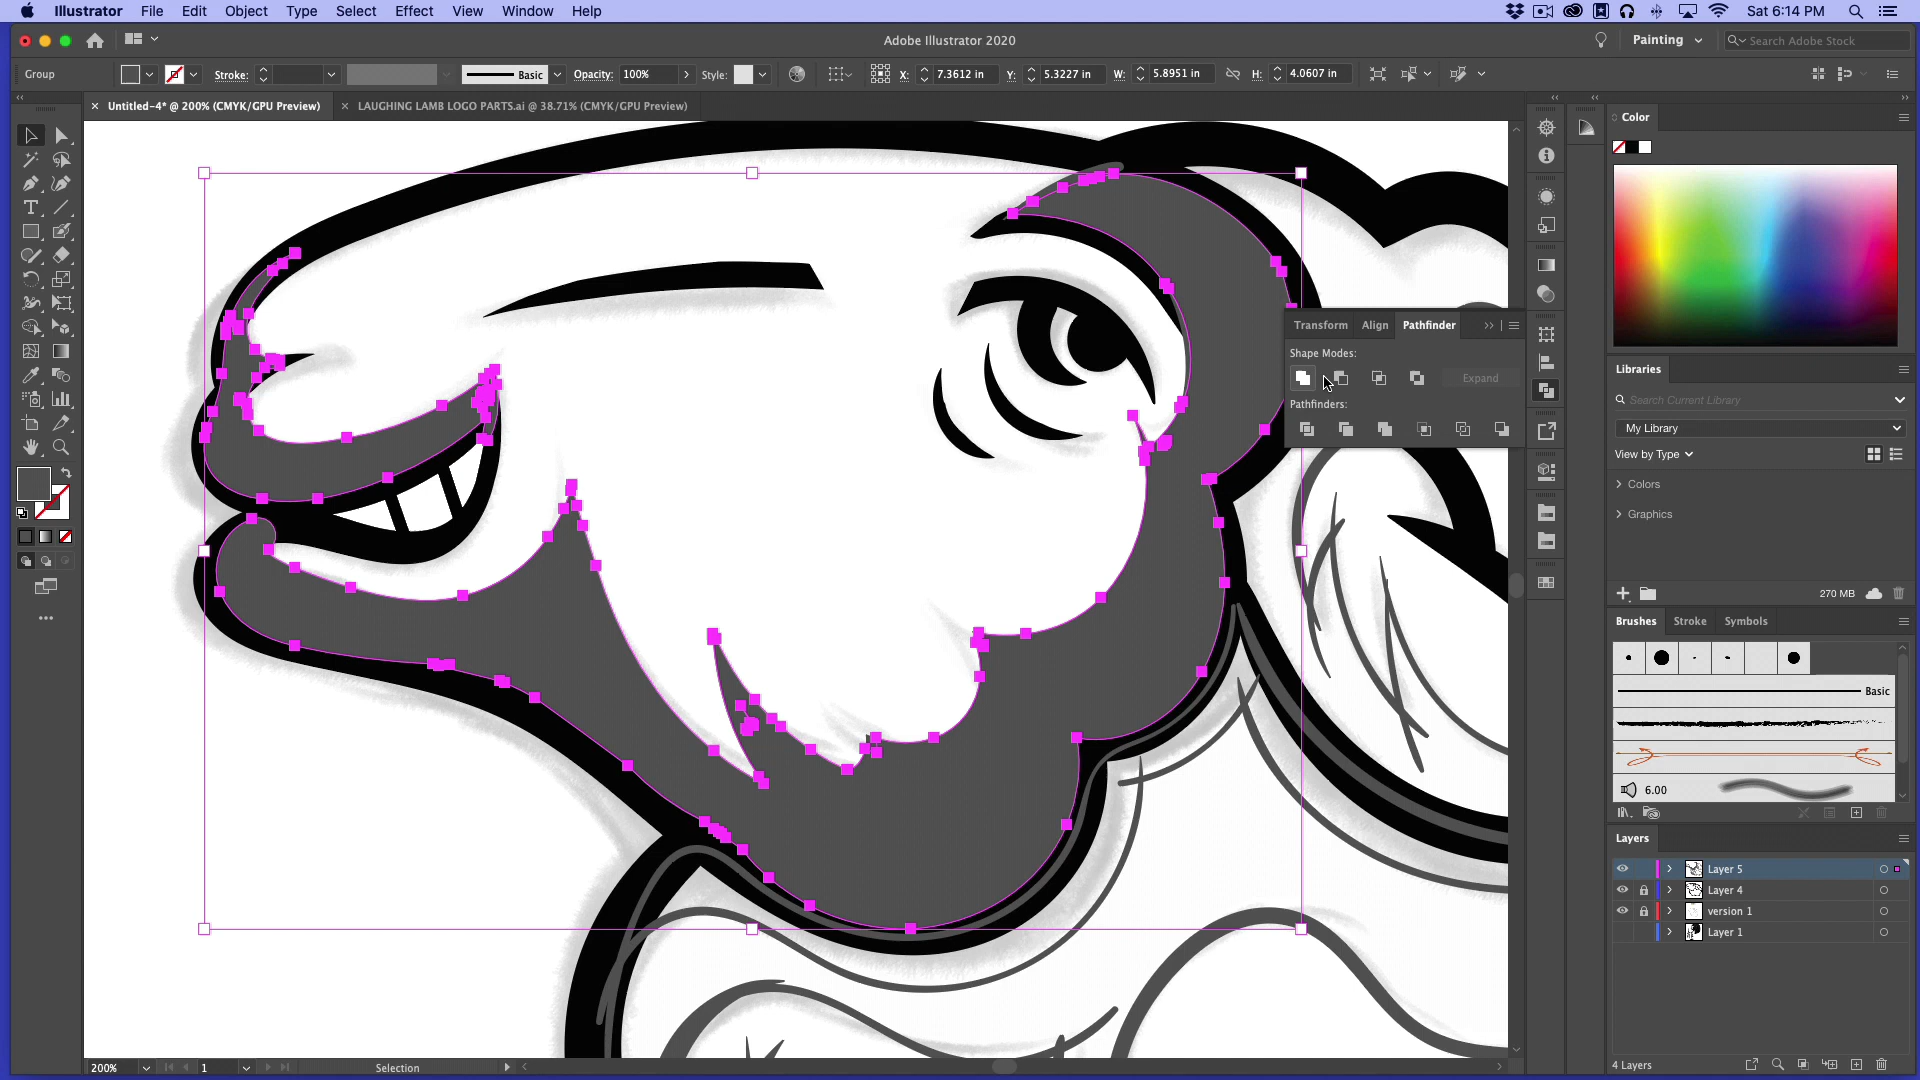 Illustrator File Edit Object Type Select Effect View Window Help Sat 6:14 PM
Adobe Illustrator 2020 Painting Search Adobe Stock
Group Stroke: Basic Opacity: 100% Style: X: 7.3612 in Y: 5.3227 in W: 5.8951 in H: 4.0607 in
Untitled-4* @ 200% (CMYK/GPU Preview) LAUGHING LAMB LOGO PARTS.ai @ 38.71% (CMYK/GPU Preview)
Color
Transform Align Pathfinder
Shape Modes:
Expand
Pathfinders:
Libraries
Search Current Library
My Library
View by Type
Colors
Graphics
270 MB
Brushes Stroke Symbols
Basic
6.00
Layers
Layer 5
Layer 4
version 1
Layer 1
4 Layers
200% 1 Selection